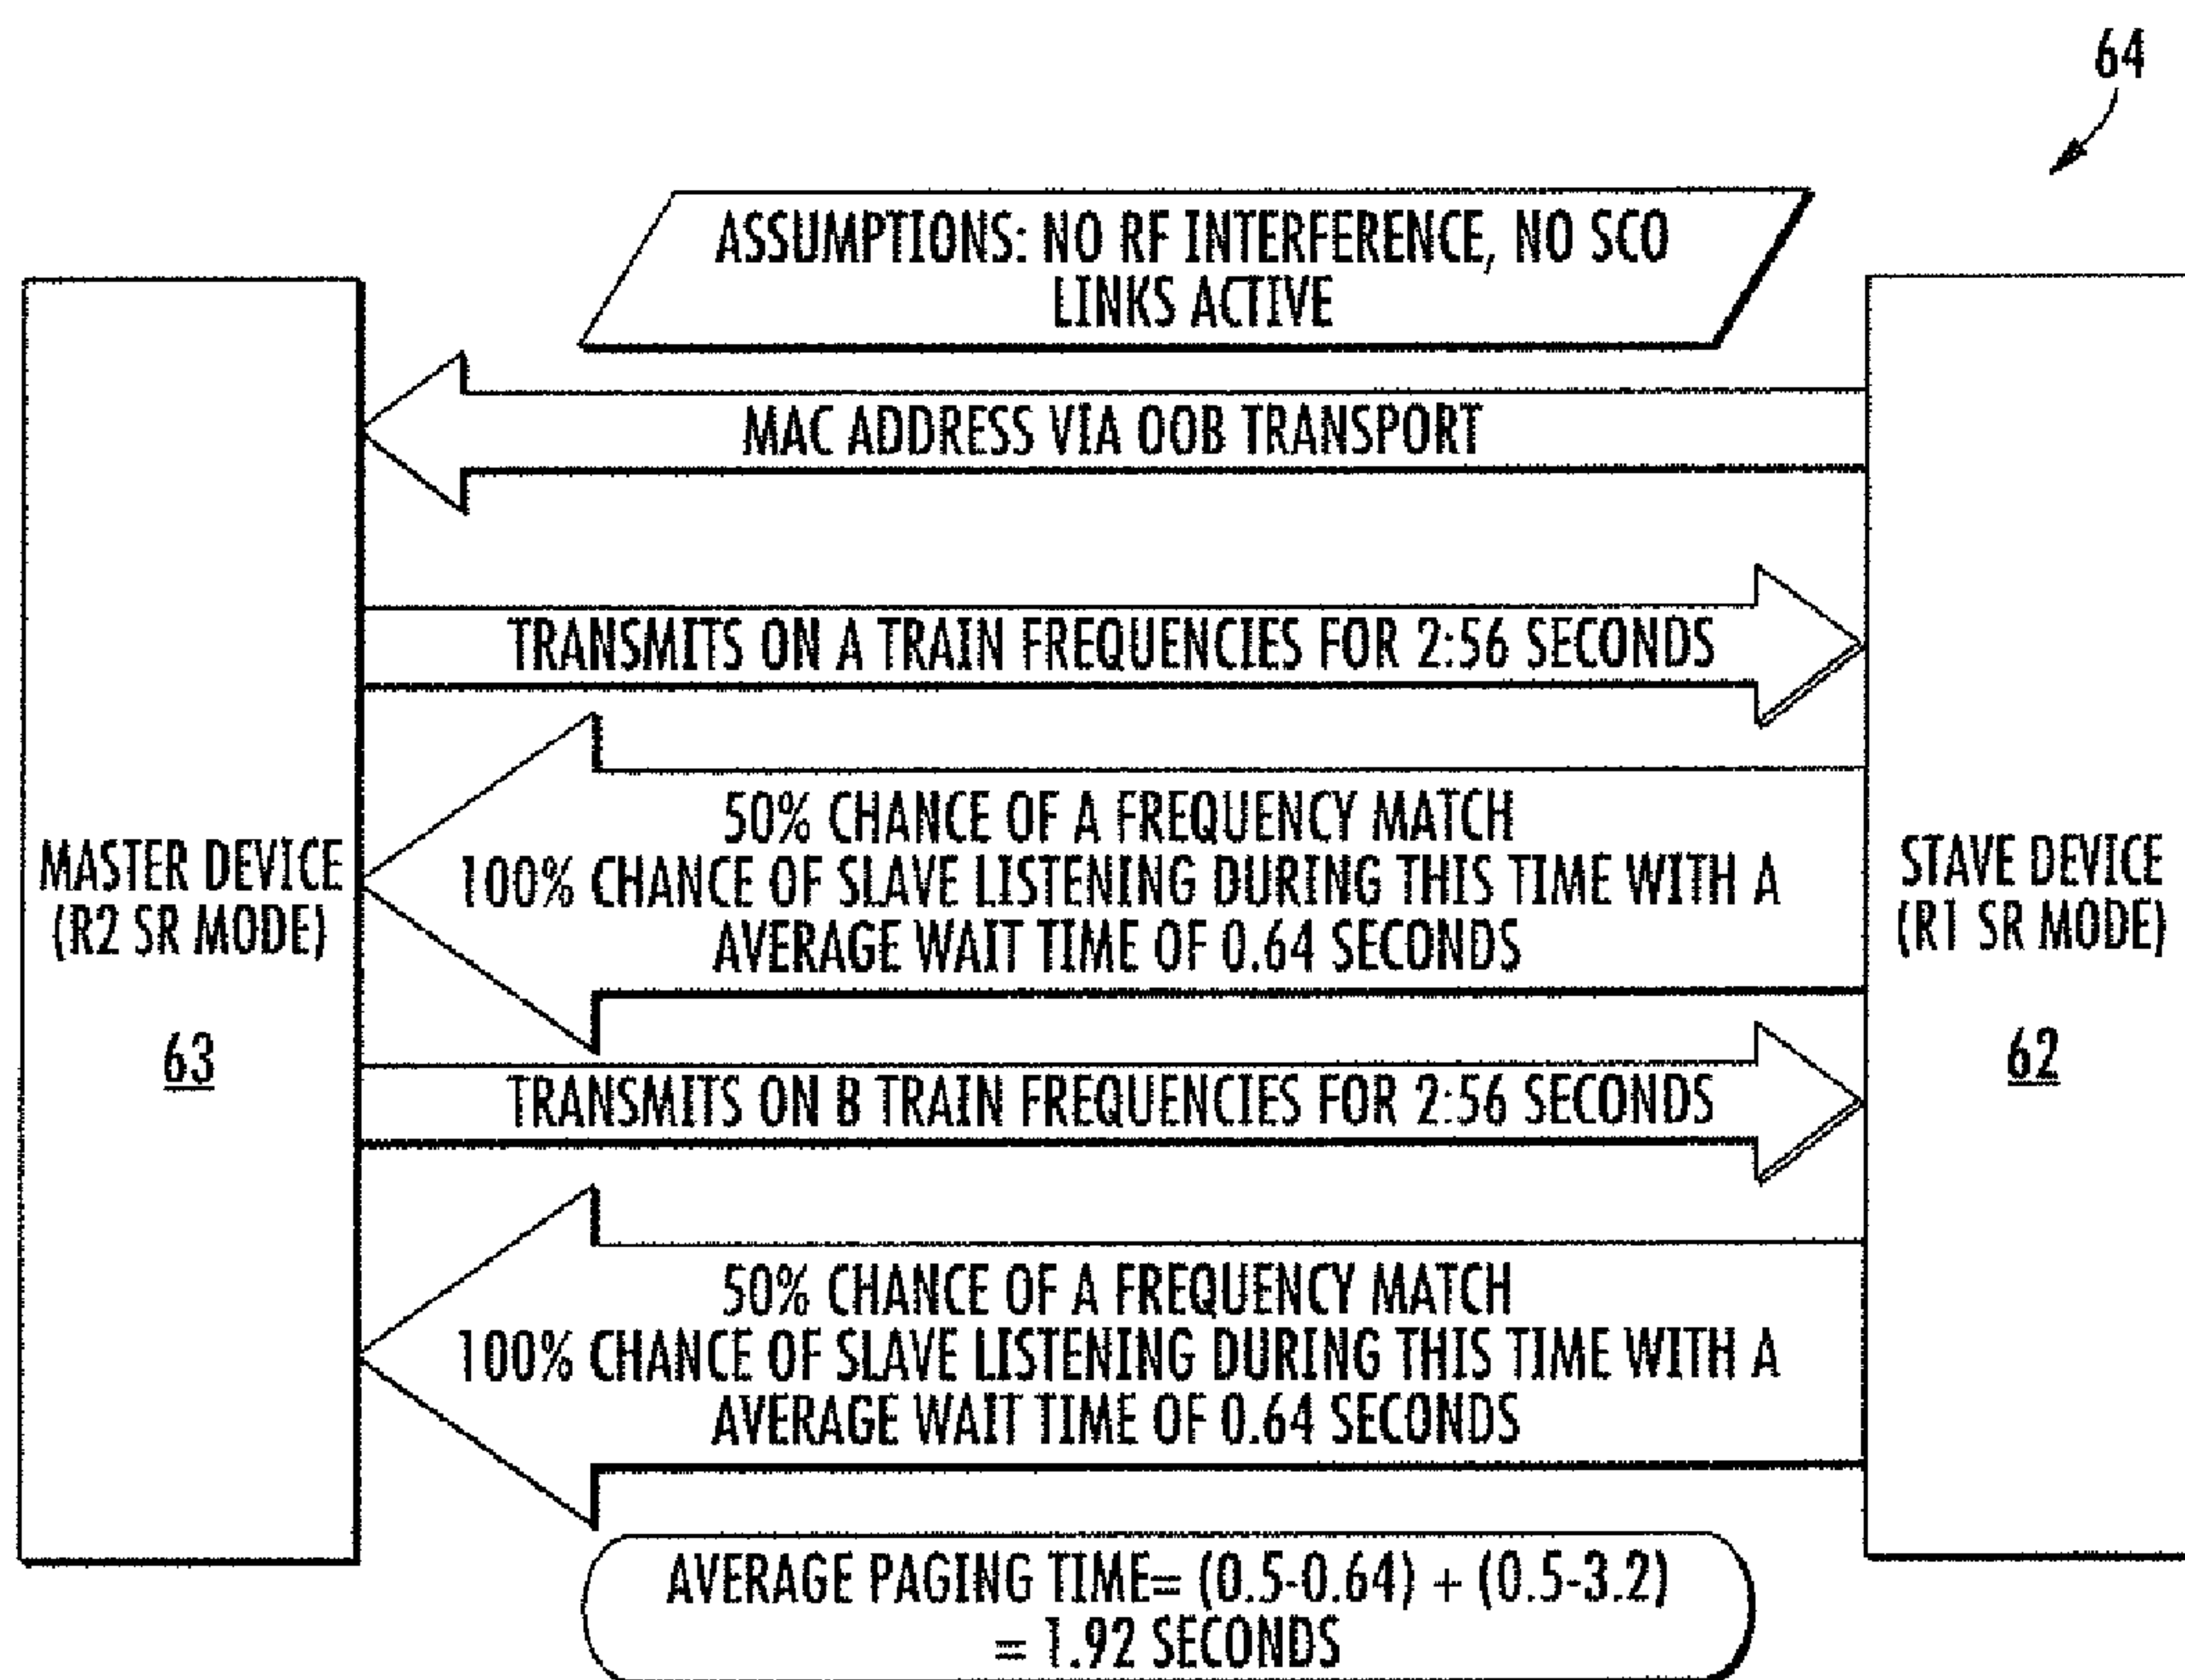 64
ASSUMPTIONS: NO RF INTERFERENCE, NO SCO
LINKS ACTIVE
MAC ADDRESS VIA OOB TRANSPORT
TRANSMITS ON A TRAIN FREQUENCIES FOR 2:56 SECONDS
50% CHANCE OF A FREQUENCY MATCH
100% CHANCE OF SLAVE LISTENING DURING THIS TIME WITH A
AVERAGE WAIT TIME OF 0.64 SECONDS
MASTER DEVICE
(R2 SR MODE)
63
STAVE DEVICE
(R1 SR MODE)
62
TRANSMITS ON B TRAIN FREQUENCIES FOR 2:56 SECONDS
50% CHANCE OF A FREQUENCY MATCH
100% CHANCE OF SLAVE LISTENING DURING THIS TIME WITH A
AVERAGE WAIT TIME OF 0.64 SECONDS
AVERAGE PAGING TIME= (0.5-0.64) + (0.5-3.2)
= 1.92 SECONDS